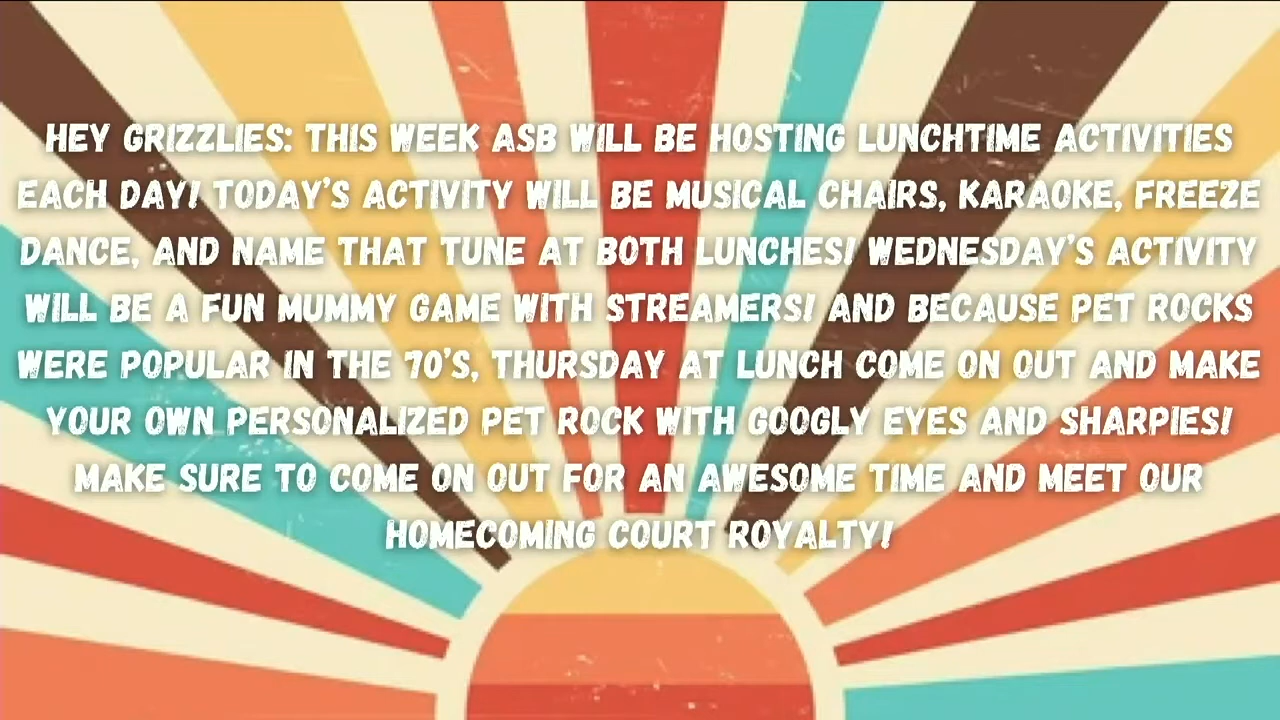 HEY GRIZZLIES: THIS WEEK ASB WILL BE HOSTING LUNCHTIME ACTIVITIES
EACH DAY! TODAY'S ACTIVITY WILL BE MUSICAL CHAIRS, KARAOKE, FREEZE
DANCE, AND NAME THAT TUNE AT BOTH LUNCHES! WEDNESDAY'S ACTIVITY
WILL BE A FUN MUMMY GAME WITH STREAMERS! AND BECAUSE PET ROCKS
WERE POPULAR IN THE 70'S, THURSDAY AT LUNCH COME ON OUT AND MAKE
YOUR OWN PERSONALIZED PET ROCK WITH GOOGLY EYES AND SHARPIES!
MAKE SURE TO COME ON OUT FOR AN AWESOME TIME AND MEET OUR
HOMECOMING COURT ROYALTY!